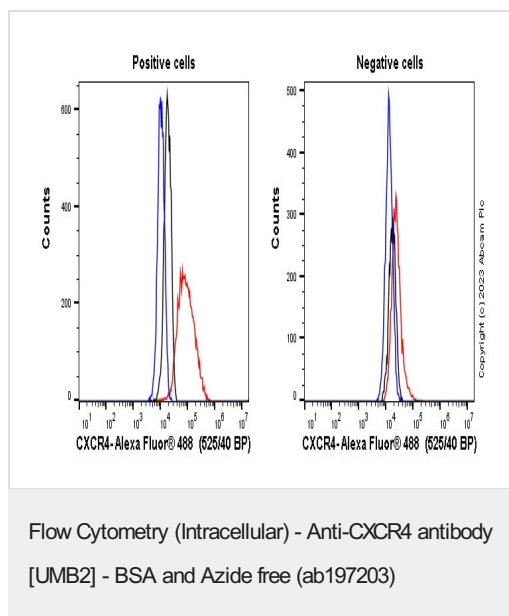 Positive cells
Negative cells
Counts
600
400
200
0
10^1 10^2 10^3 10^4 10^5 10^6 10^7
CXCR4-Alexa Fluor® 488 (525/40 BP)
Counts
500
400
300
200
100
0
10^1 10^2 10^3 10^4 10^5 10^6 10^7
CXCR4-Alexa Fluor® 488 (525/40 BP)
Copyright (c) 2023 Abcam Plc
Flow Cytometry (Intracellular) - Anti-CXCR4 antibody
[UMB2] - BSA and Azide free (ab197203)